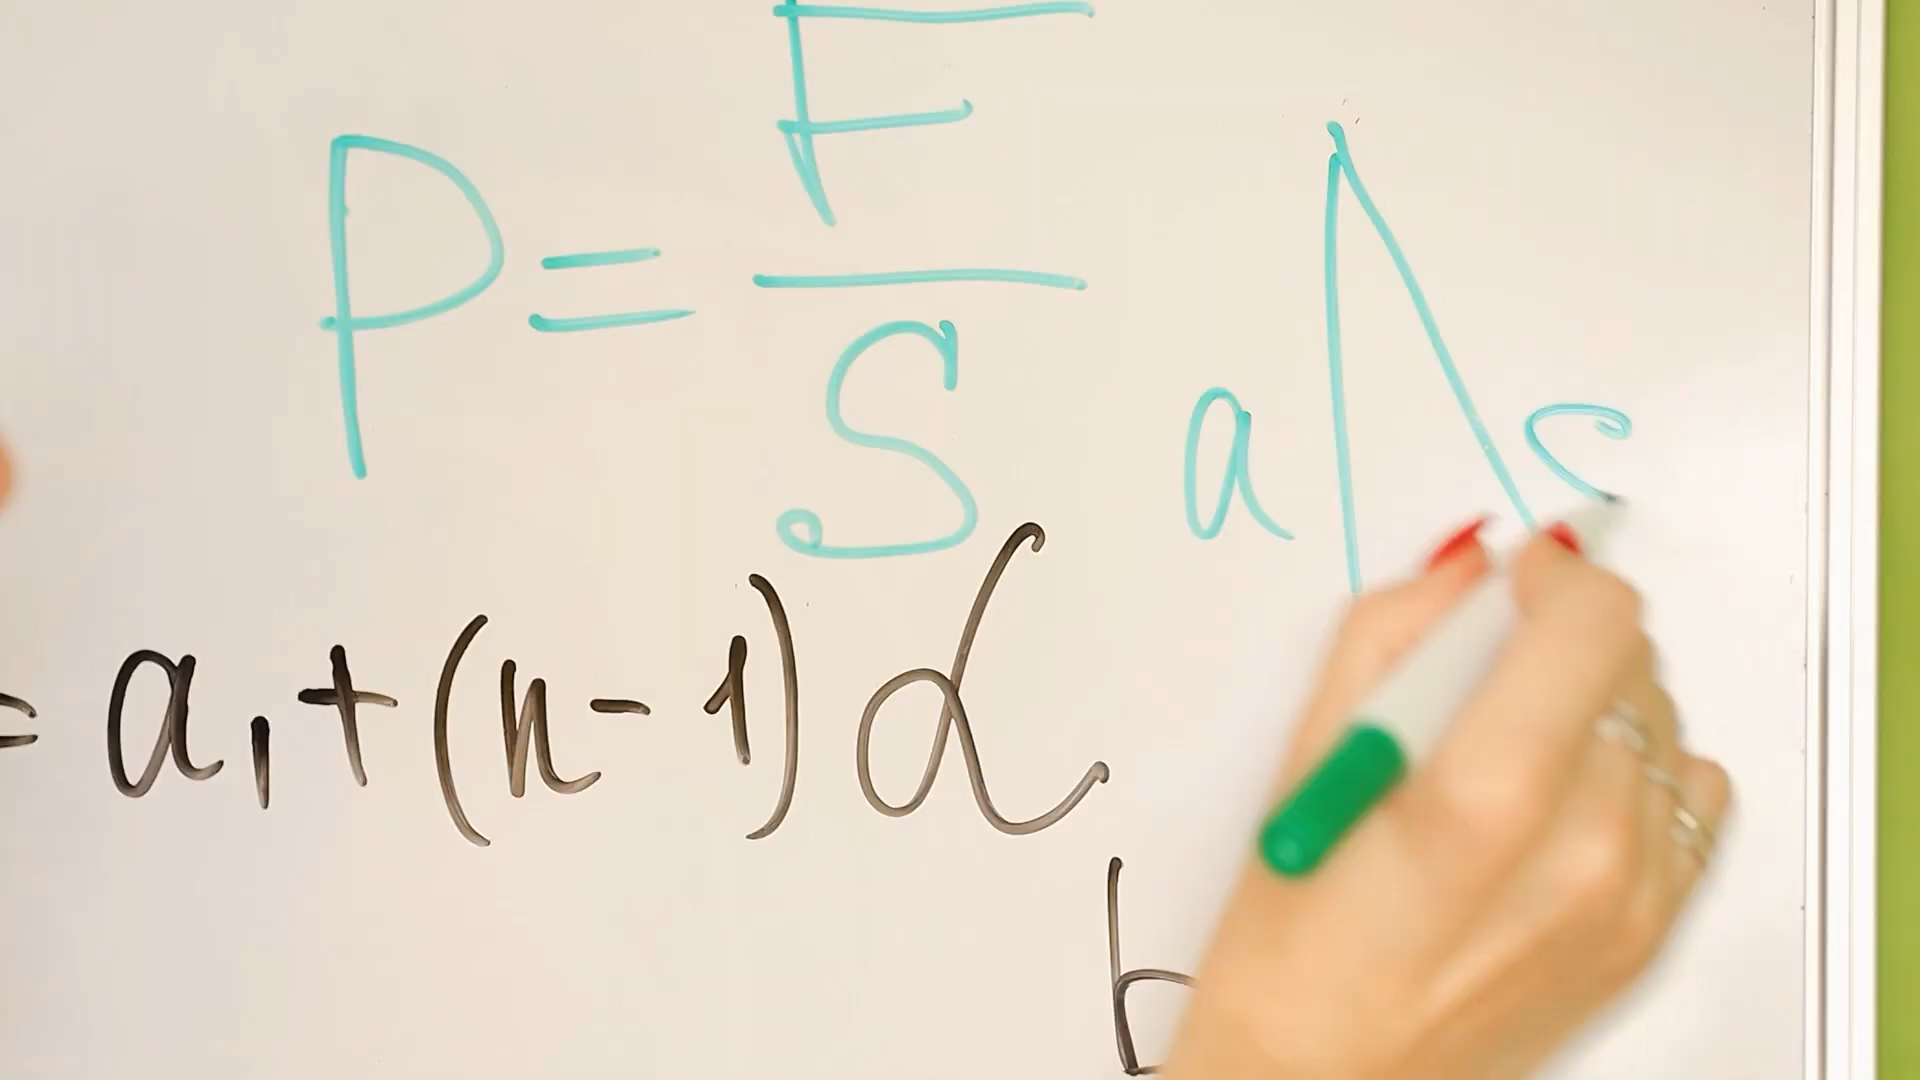 P = F / S
a c
= a₁ + (n - 1) d
b